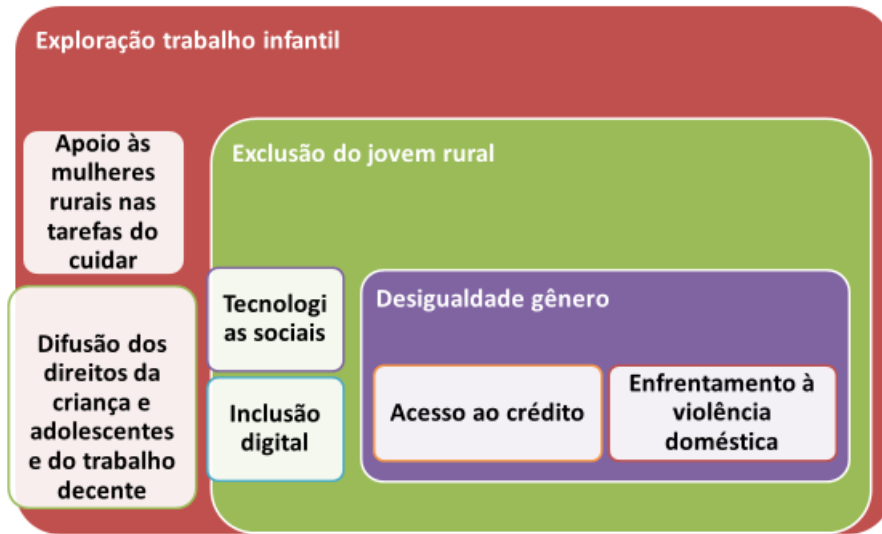 Exploração trabalho infantil
Apoio às
mulheres
rurais nas
tarefas do
cuidar
Difusão dos
direitos da
criança e
adolescentes
e do trabalho
decente
Exclusão do jovem rural
Tecnologi
as sociais
Inclusão
digital
Desigualdade gênero
Acesso ao crédito
Enfrentamento à
violência
doméstica